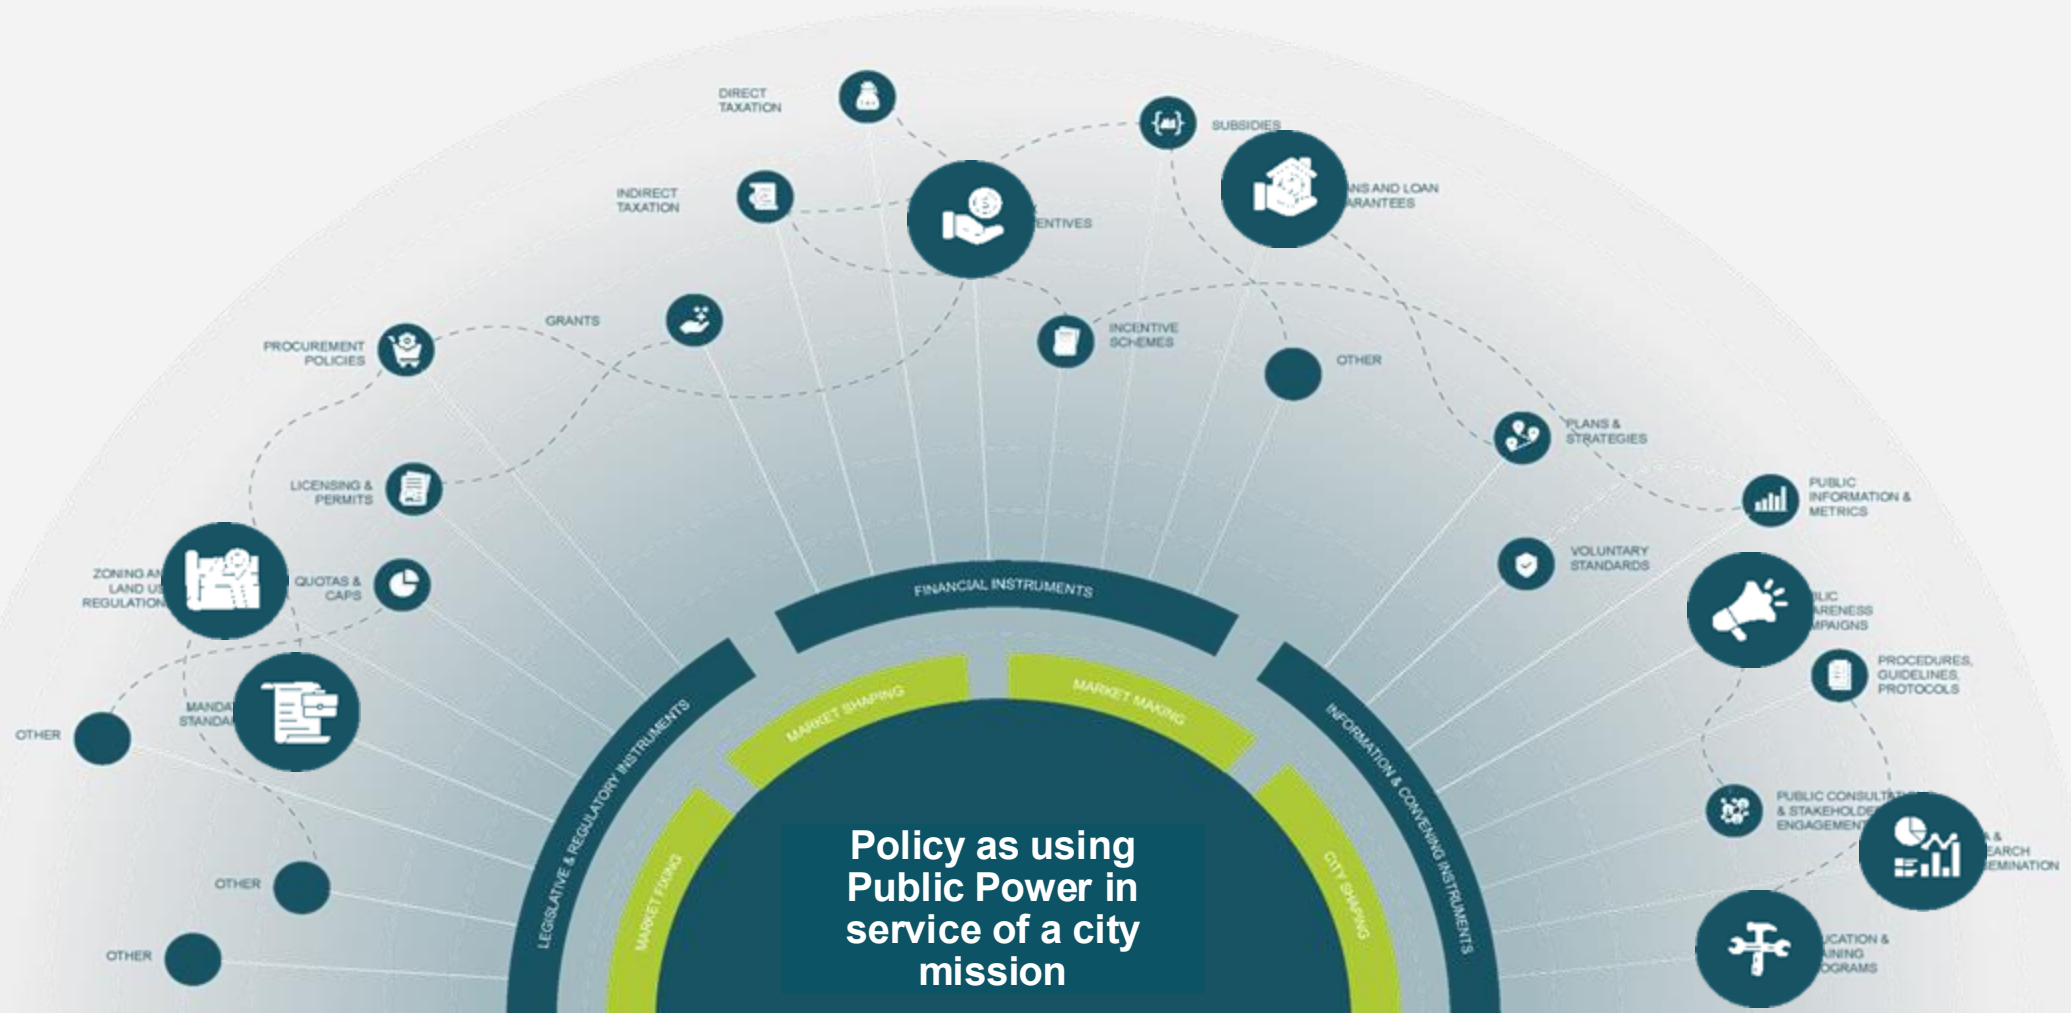 DIRECT
TAXATION
SUBSIDIES
INDIRECT
TAXATION
ANS AND LOAN
ARANTEES
ENTIVES
GRANTS
PROCUREMENT
POLICIES
INCENTIVE
SCHEMES
OTHER
PLANS &
STRATEGIES
LICENSING &
PERMITS
PUBLIC
INFORMATION &
METRICS
VOLUNTARY
STANDARDS
ZONING AN
LAND US
REGULATION
QUOTAS &
CAPS
BLIC
ARENESS
MPAIGNS
PROCEDURES,
GUIDELINES,
PROTOCOLS
MANDA
STANDA
OTHER
PUBLIC CONSULTATI
& STAKEHOLDE
ENGAGEMENT
A &
EARCH
EMINATION
OTHER
OTHER
UCATION &
AINING
OGRAMS
FINANCIAL INSTRUMENTS
LEGISLATIVE & REGULATORY INSTRUMENTS
INFORMATION & CONVENING INSTRUMENTS
MARKET FIXING
MARKET SHAPING
MARKET MAKING
CITY SHAPING
Policy as using
Public Power in
service of a city
mission